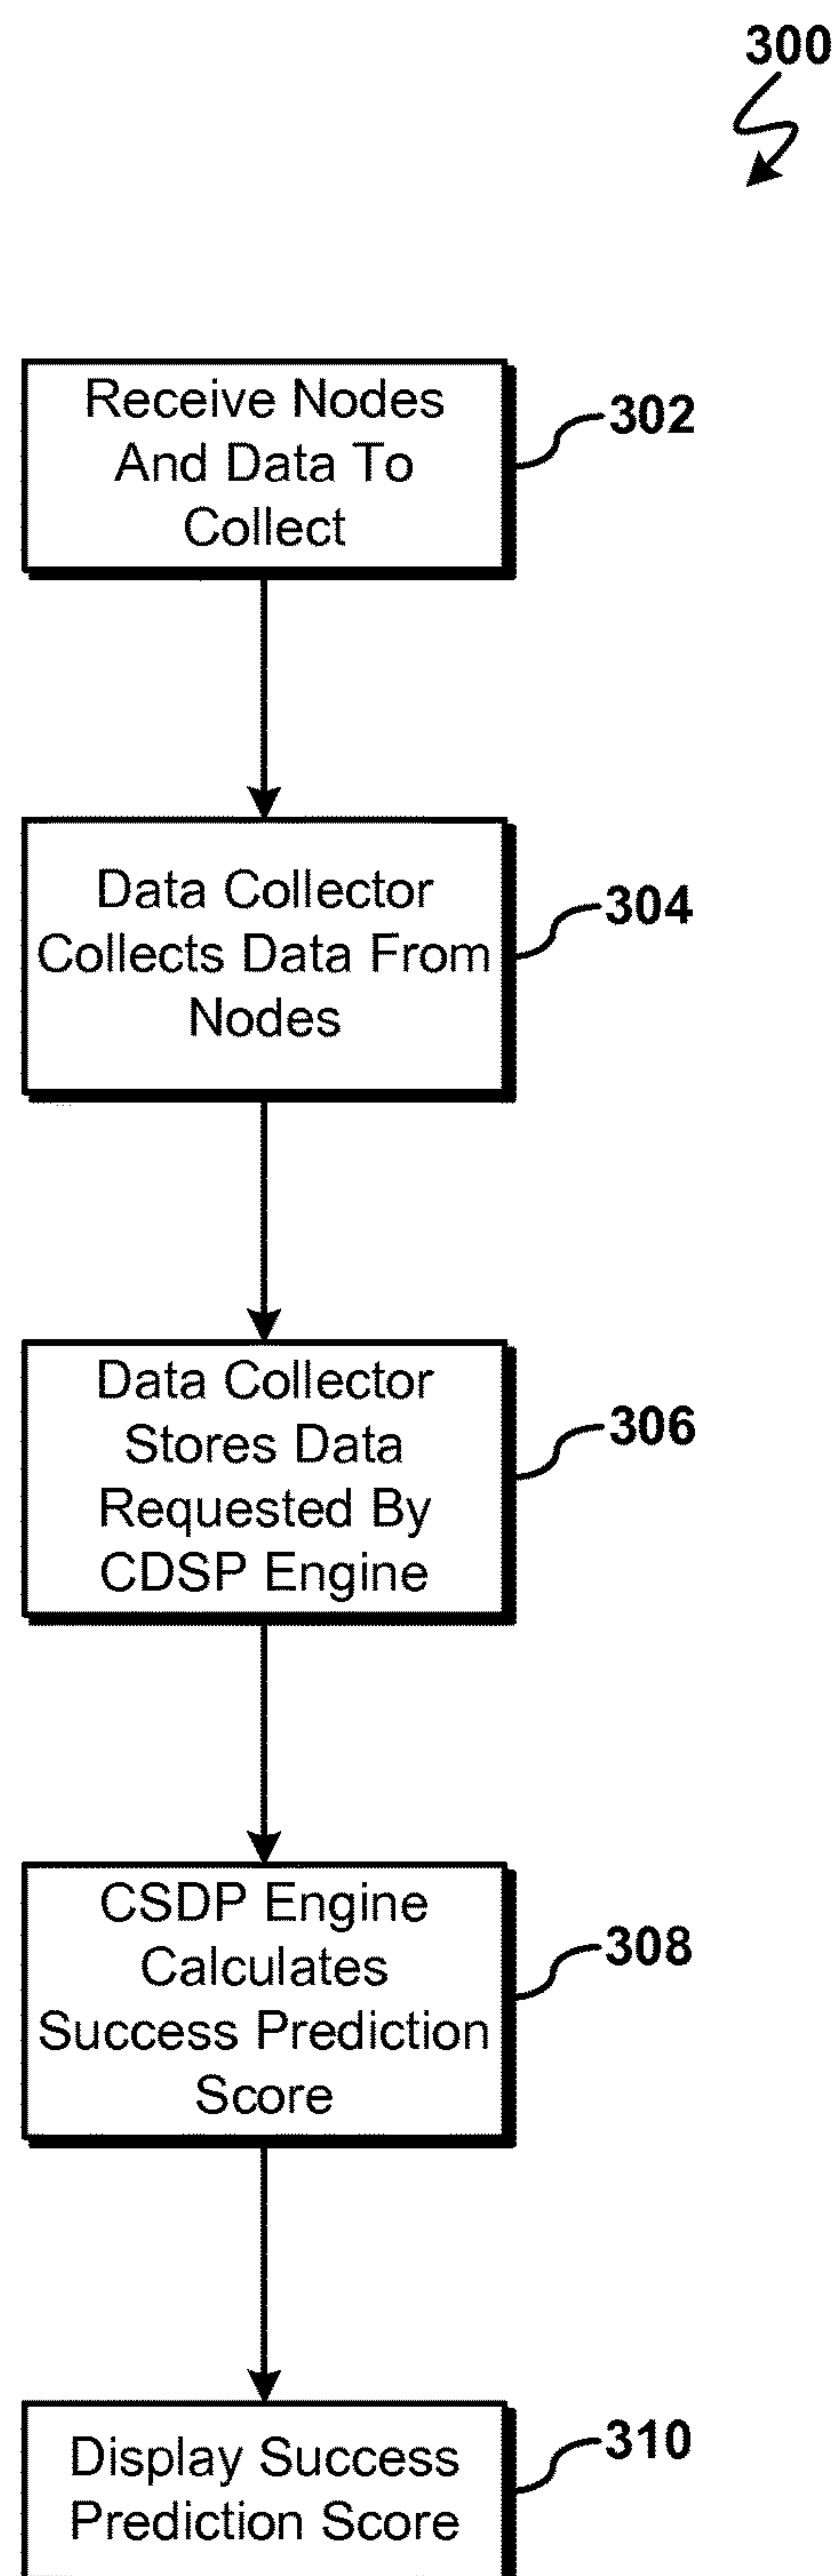 300
Receive Nodes
And Data To
Collect
302
Data Collector
Collects Data From
Nodes
304
Data Collector
Stores Data
Requested By
CDSP Engine
306
CSDP Engine
Calculates
Success Prediction
Score
308
Display Success
Prediction Score
310